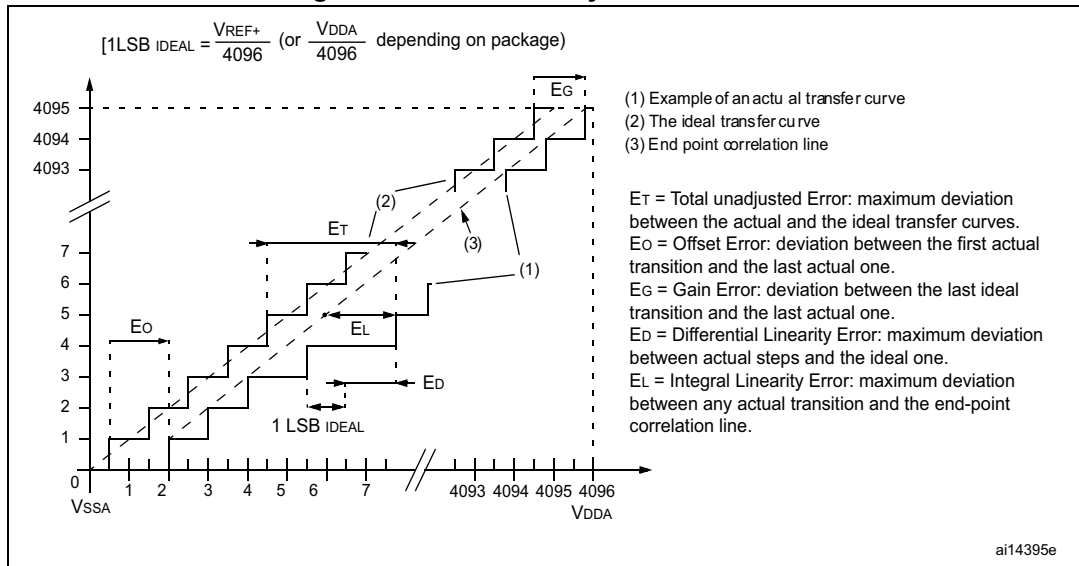 [1LSB IDEAL = VREF+ / 4096 (or VDDA / 4096 depending on package)
EG
4095
4094
4093
(1) Example of an actu al transfer curve
(2) The ideal transfer curve
(3) End point correlation line
(2)
(3)
(1)
ET
7
6
5
4
3
2
1
0
EO
EL
ED
1 LSB IDEAL
ET = Total unadjusted Error: maximum deviation
between the actual and the ideal transfer curves.
EO = Offset Error: deviation between the first actual
transition and the last actual one.
EG = Gain Error: deviation between the last ideal
transition and the last actual one.
ED = Differential Linearity Error: maximum deviation
between actual steps and the ideal one.
EL = Integral Linearity Error: maximum deviation
between any actual transition and the end-point
correlation line.
1 2 3 4 5 6 7 4093 4094 4095 4096
VSSA
VDDA
ai14395e